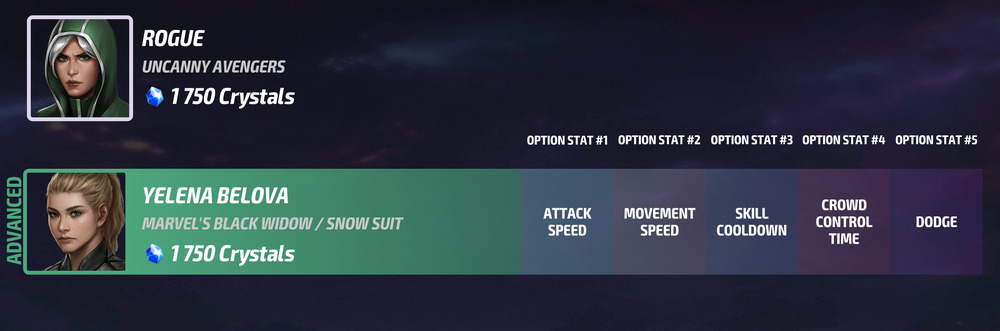 ROGUE
UNCANNY AVENGERS
1 750 Crystals
OPTION STAT #1 OPTION STAT #2 OPTION STAT #3 OPTION STAT #4 OPTION STAT #5
ADVANCED
YELENA BELOVA
MARVEL'S BLACK WIDOW / SNOW SUIT
1 750 Crystals
ATTACK
SPEED
MOVEMENT
SPEED
SKILL
COOLDOWN
CROWD
CONTROL
TIME
DODGE